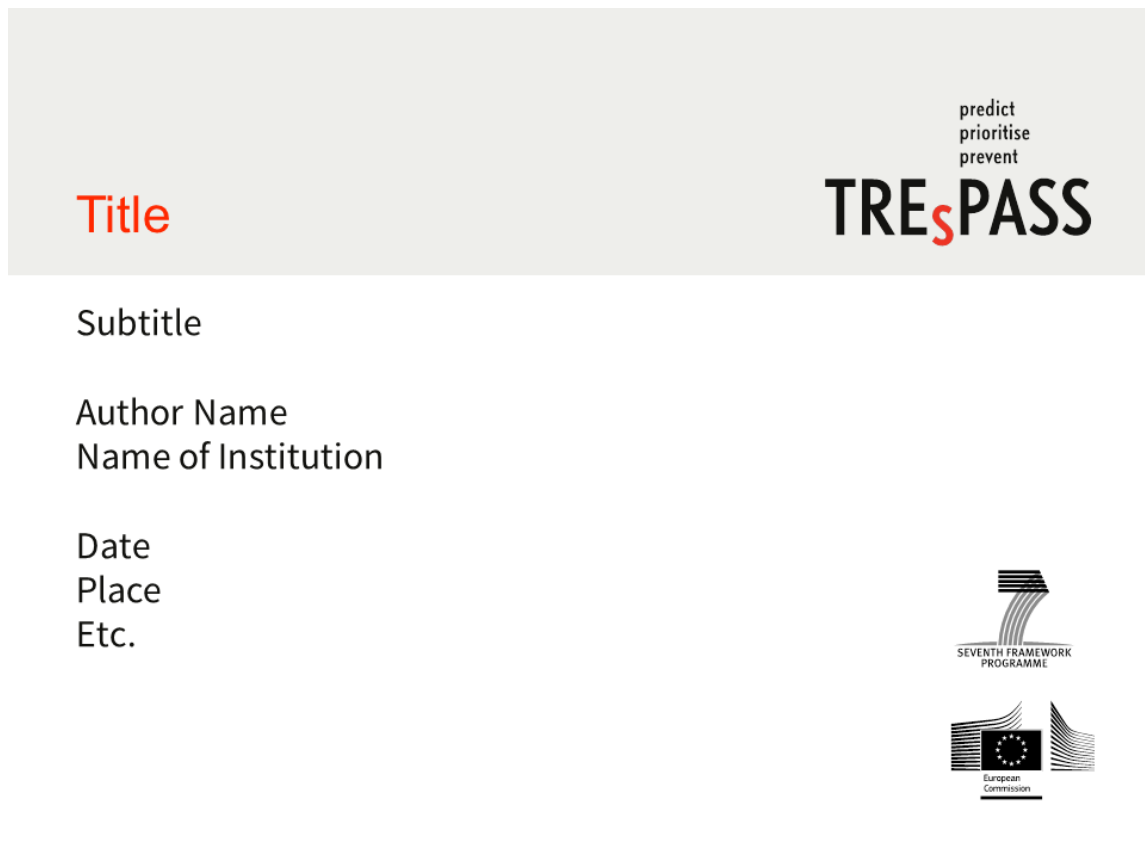 predict
prioritise
prevent
TREsPASS
Title
Subtitle
Author Name
Name of Institution
Date
Place
Etc.
SEVENTH FRAMEWORK
PROGRAMME
European
Commission